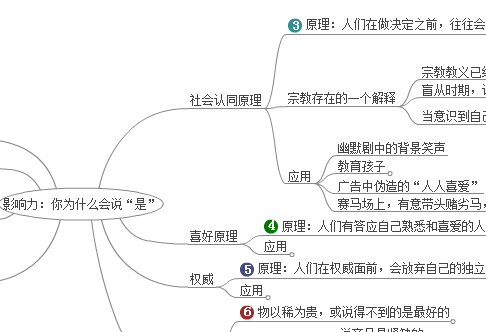 3 原理：人们在做决定之前，往往会
社会认同原理
宗教存在的一个解释
宗教教义已经
盲从时期，
当意识到自己
应用
幽默剧中的背景笑声
教育孩子
广告中伪造的“人人喜爱”
赛马场上，有意带头赌劣马，
影响力：你为什么会说“是”
喜好原理
4 原理：人们有答应自己熟悉和喜爱的人
应用
权威
5 原理：人们在权威面前，会放弃自己的独立
应用
6 物以稀为贵，或说得不到的是最好的